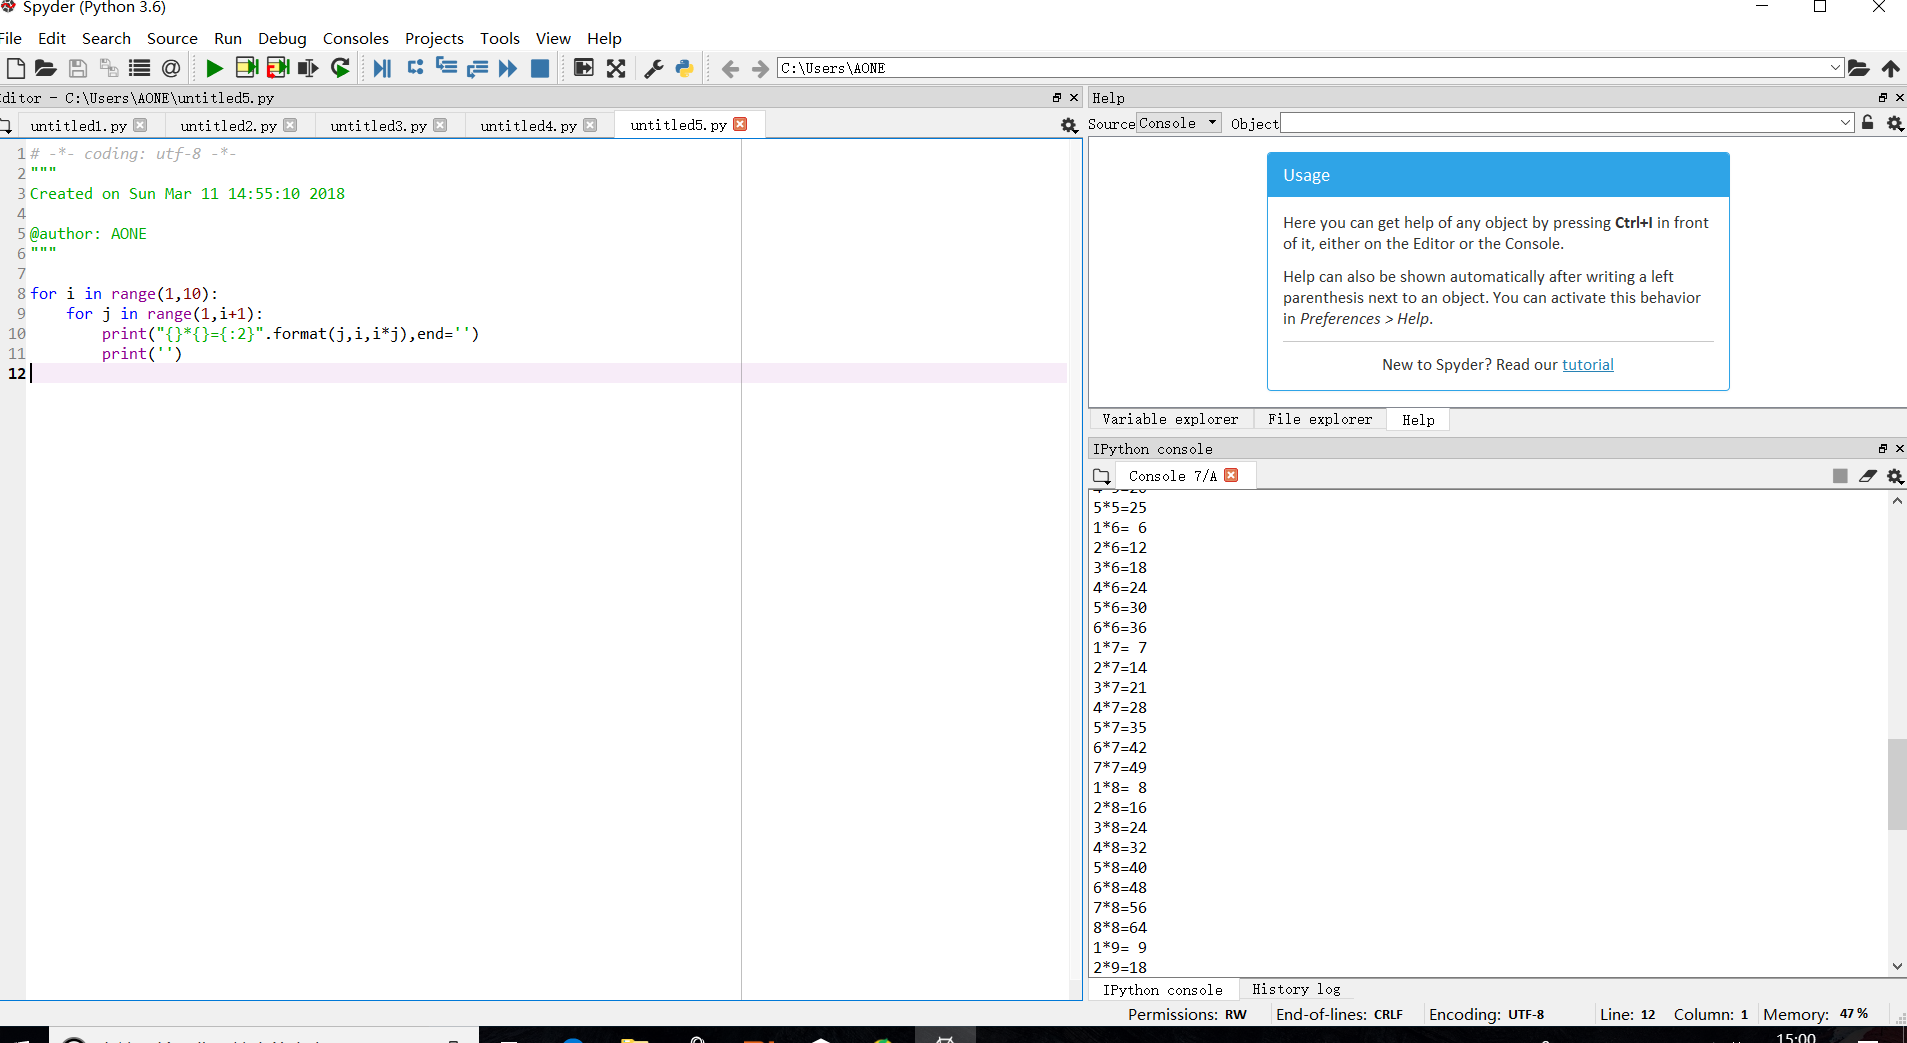 Spyder (Python 3.6)
File Edit Search Source Run Debug Consoles Projects Tools View Help
C:\Users\AONE
Editor - C:\Users\AONE\untitled5.py
untitled1.py untitled2.py untitled3.py untitled4.py untitled5.py
1 # -*- coding: utf-8 -*-
2 """
3 Created on Sun Mar 11 14:55:10 2018
4
5 @author: AONE
6 """
7
8 for i in range(1,10):
9 for j in range(1,i+1):
10 print("{}*{}={:2}".format(j,i,i*j),end='')
11 print('')
12
Help
Source Console Object
Usage
Here you can get help of any object by pressing Ctrl+I in front
of it, either on the Editor or the Console.
Help can also be shown automatically after writing a left
parenthesis next to an object. You can activate this behavior
in Preferences > Help.
New to Spyder? Read our tutorial
Variable explorer File explorer Help
IPython console
Console 7/A
5*5=25
1*6= 6
2*6=12
3*6=18
4*6=24
5*6=30
6*6=36
1*7= 7
2*7=14
3*7=21
4*7=28
5*7=35
6*7=42
7*7=49
1*8= 8
2*8=16
3*8=24
4*8=32
5*8=40
6*8=48
7*8=56
8*8=64
1*9= 9
2*9=18
IPython console History log
Permissions: RW End-of-lines: CRLF Encoding: UTF-8 Line: 12 Column: 1 Memory: 47 %
15:00